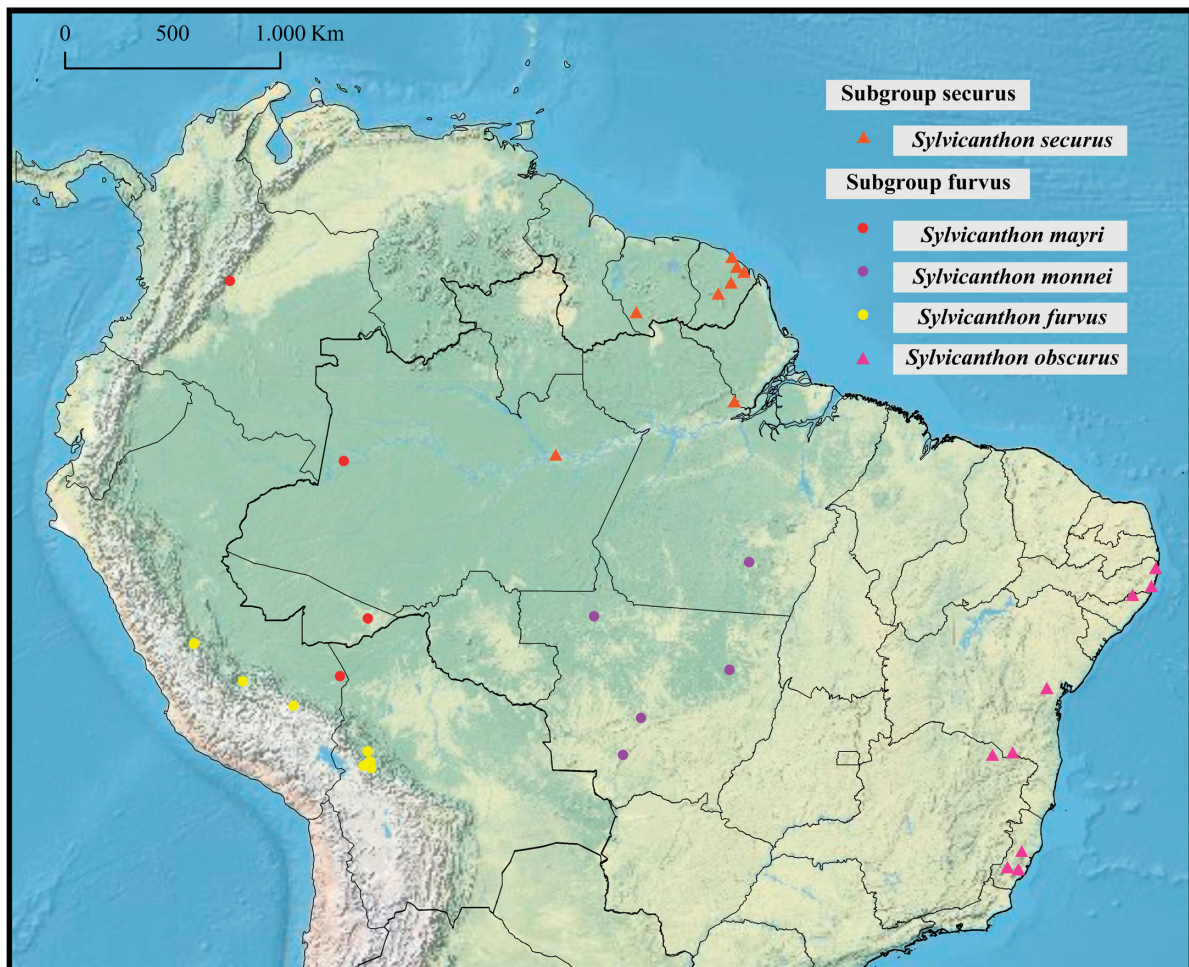 0 500 1.000 Km
Subgroup securus
Sylvicanthon securus
Subgroup furvus
Sylvicanthon mayri
Sylvicanthon monnei
Sylvicanthon furvus
Sylvicanthon obscurus